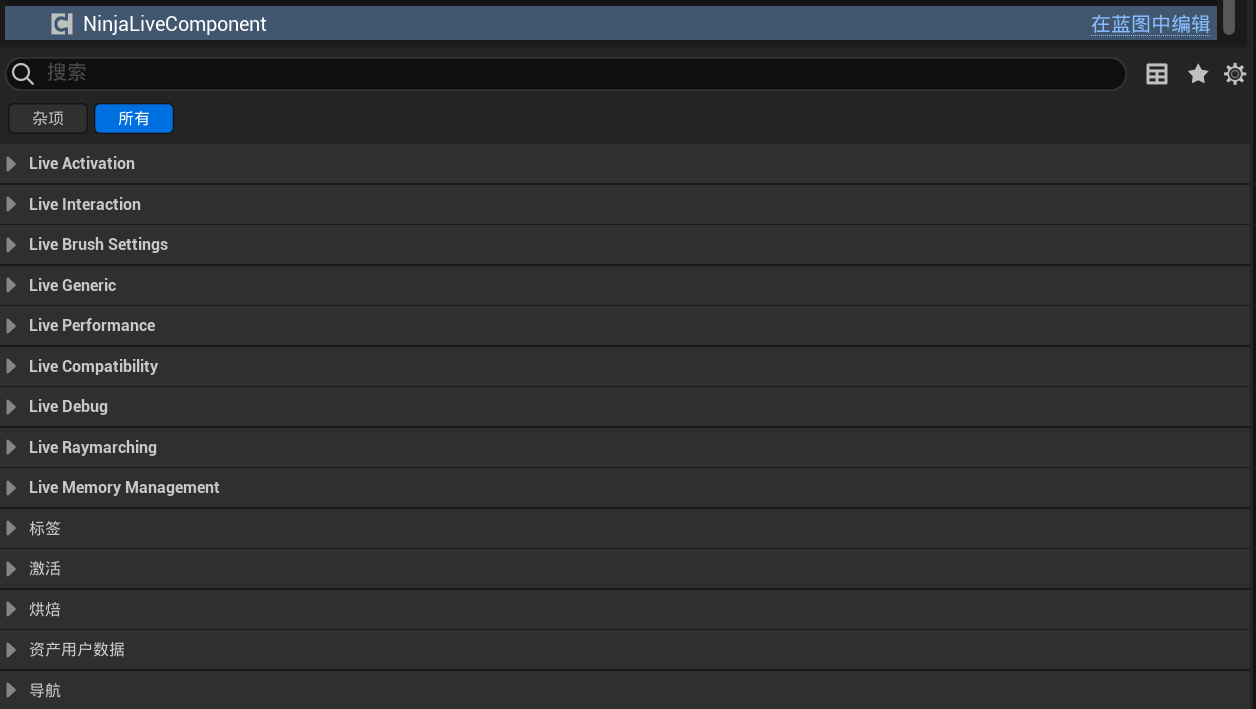 NinjaLiveComponent 在蓝图中编辑
搜索
杂项 所有
Live Activation
Live Interaction
Live Brush Settings
Live Generic
Live Performance
Live Compatibility
Live Debug
Live Raymarching
Live Memory Management
标签
激活
烘焙
资产用户数据
导航